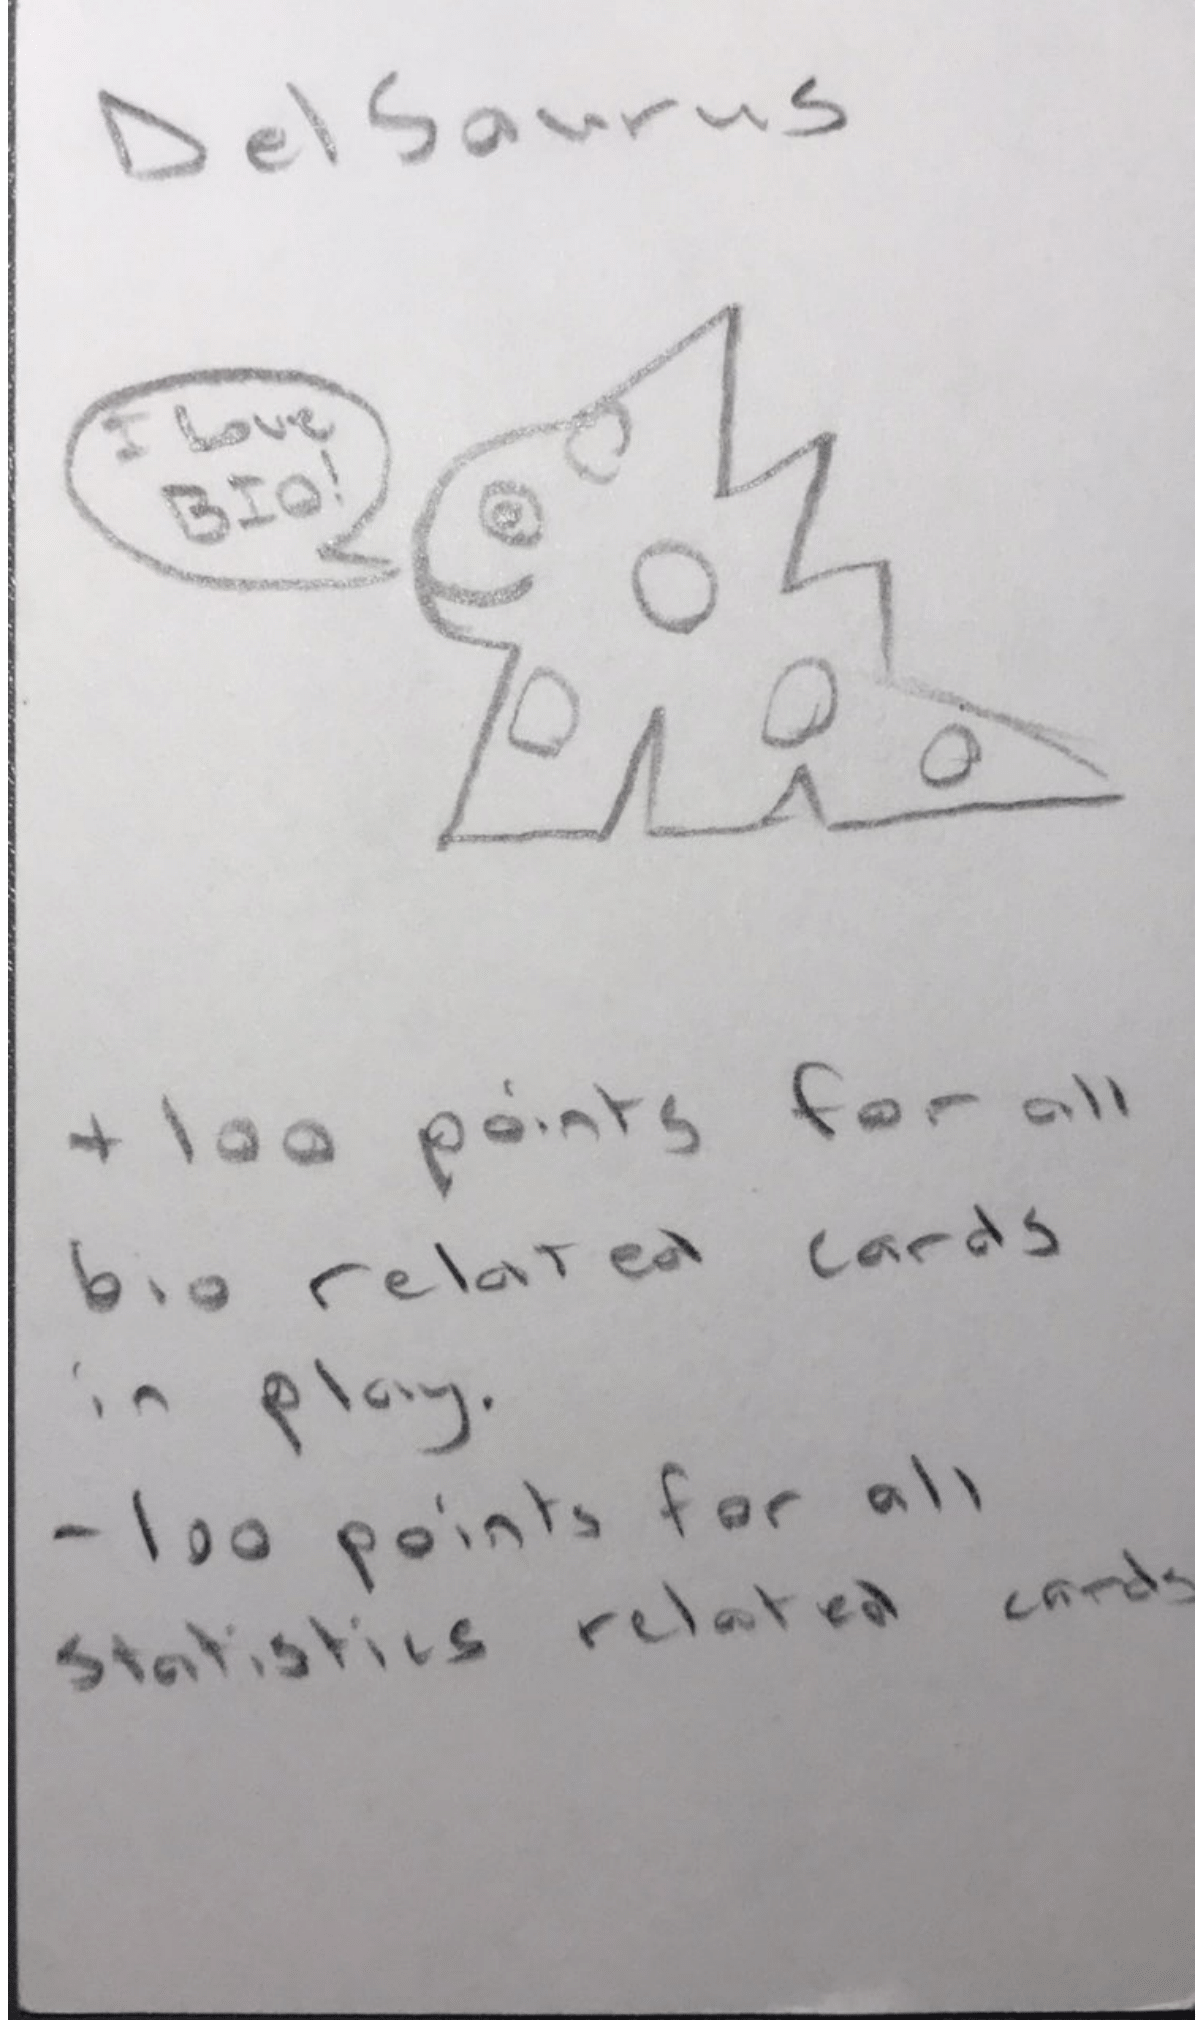 DelSaurus
I Love
BIO!
+100 points for all
bio related cards
in play.
-100 points for all
statistics related cards